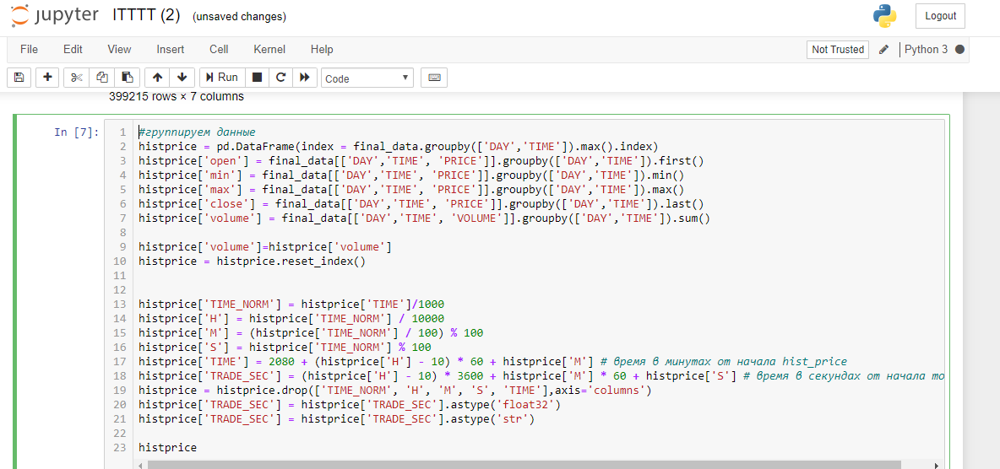 jupyter ITTTT (2) (unsaved changes) Logout
File Edit View Insert Cell Kernel Help Not Trusted Python 3
Run Code
399215 rows × 7 columns
In [7]:
1 #группируем данные
2 histprice = pd.DataFrame(index = final_data.groupby(['DAY','TIME']).max().index)
3 histprice['open'] = final_data[['DAY','TIME', 'PRICE']].groupby(['DAY','TIME']).first()
4 histprice['min'] = final_data[['DAY','TIME', 'PRICE']].groupby(['DAY','TIME']).min()
5 histprice['max'] = final_data[['DAY','TIME', 'PRICE']].groupby(['DAY','TIME']).max()
6 histprice['close'] = final_data[['DAY','TIME', 'PRICE']].groupby(['DAY','TIME']).last()
7 histprice['volume'] = final_data[['DAY','TIME', 'VOLUME']].groupby(['DAY','TIME']).sum()
8
9 histprice['volume']=histprice['volume']
10 histprice = histprice.reset_index()
11
12
13 histprice['TIME_NORM'] = histprice['TIME']/1000
14 histprice['H'] = histprice['TIME_NORM'] / 10000
15 histprice['M'] = (histprice['TIME_NORM'] / 100) % 100
16 histprice['S'] = histprice['TIME_NORM'] % 100
17 histprice['TIME'] = 2080 + (histprice['H'] - 10) * 60 + histprice['M'] # время в минутах от начала hist_price
18 histprice['TRADE_SEC'] = (histprice['H'] - 10) * 3600 + histprice['M'] * 60 + histprice['S'] # время в секундах от начала то
19 histprice = histprice.drop(['TIME_NORM', 'H', 'M', 'S', 'TIME'],axis='columns')
20 histprice['TRADE_SEC'] = histprice['TRADE_SEC'].astype('float32')
21 histprice['TRADE_SEC'] = histprice['TRADE_SEC'].astype('str')
22
23 histprice